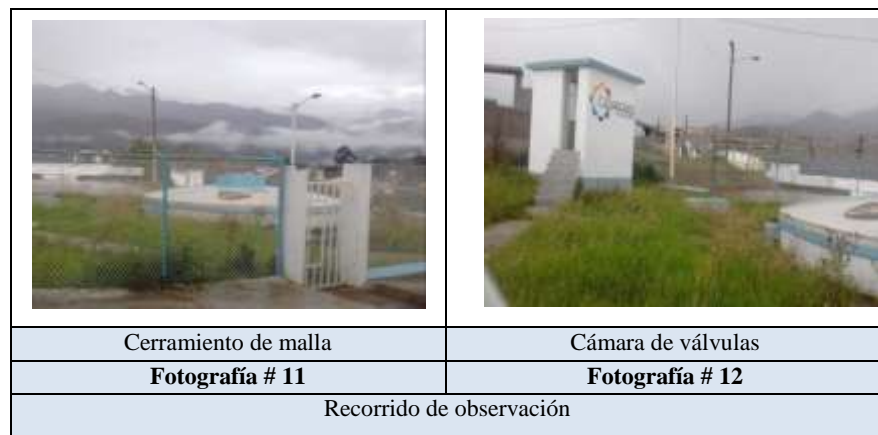 Cerramiento de malla
Cámara de válvulas
Fotografía # 11
Fotografía # 12
Recorrido de observación